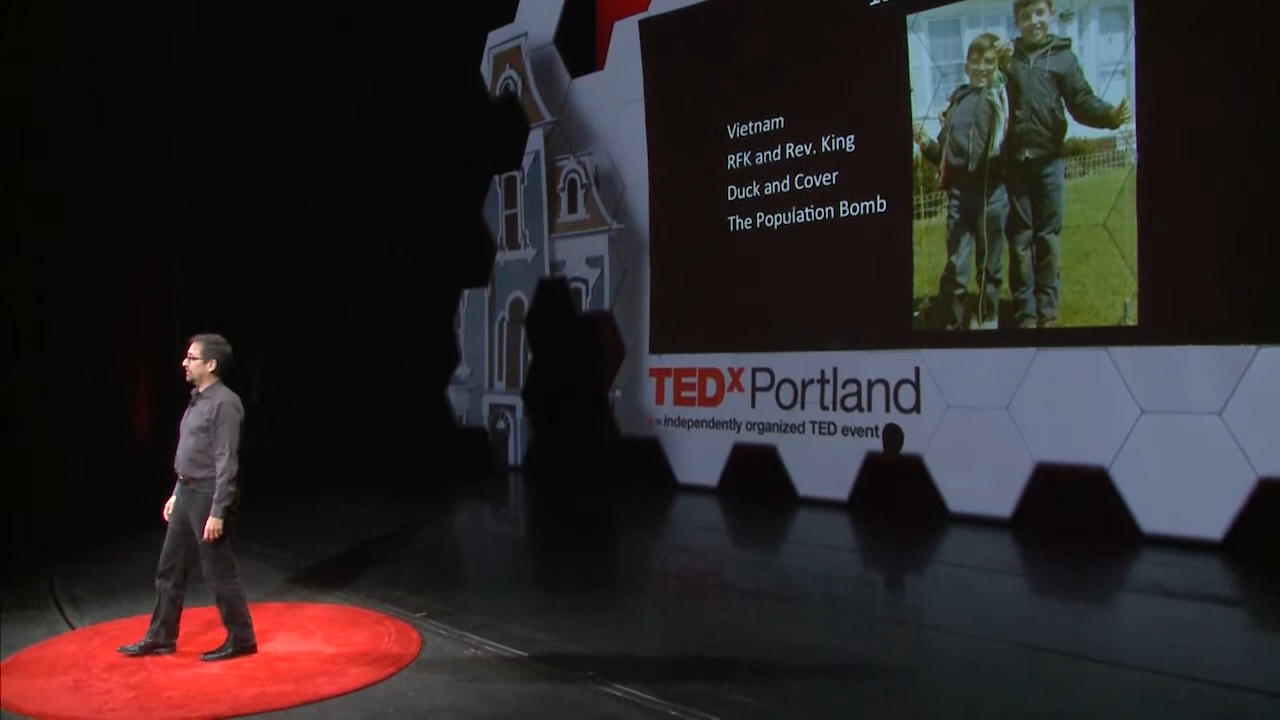 Vietnam
RFK and Rev. King
Duck and Cover
The Population Bomb
TEDx Portland
= independently organized TED event